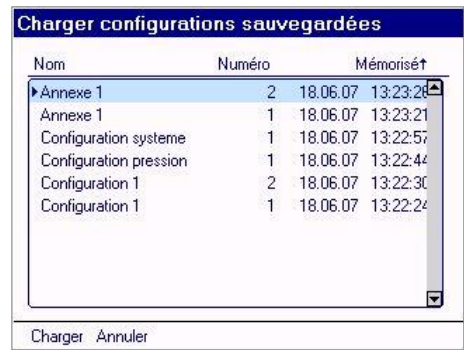 Charger configurations sauvegardées
Nom Numéro Mémorisé↑
Annexe 1 2 18.06.07 13:23:26
Annexe 1 1 18.06.07 13:23:21
Configuration systeme 1 18.06.07 13:22:57
Configuration pression 1 18.06.07 13:22:44
Configuration 1 2 18.06.07 13:22:30
Configuration 1 1 18.06.07 13:22:24
Charger Annuler